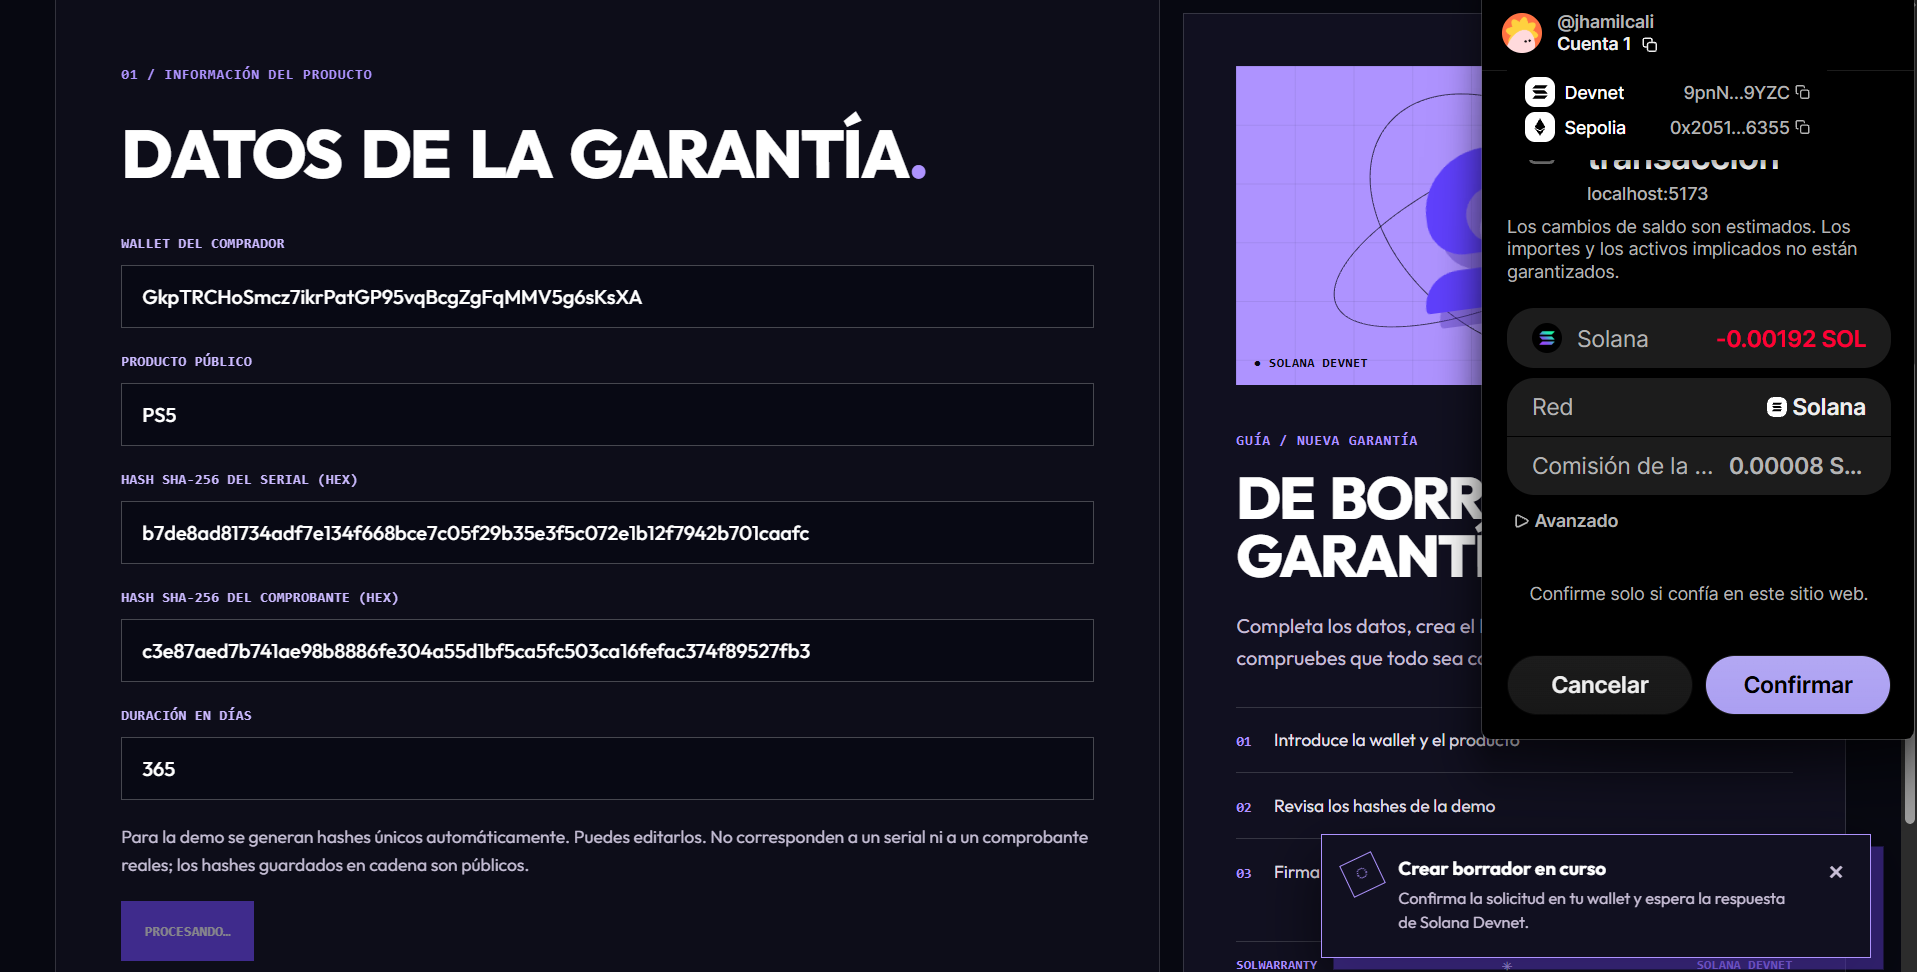 01 / INFORMACIÓN DEL PRODUCTO
DATOS DE LA GARANTÍA.
WALLET DEL COMPRADOR
GkpTRCHoSmcz7ikrPatGP95vqBcgZgFqMMV5g6sKsXA
PRODUCTO PÚBLICO
PS5
HASH SHA-256 DEL SERIAL (HEX)
b7de8ad81734adf7e134f668bce7c05f29b35e3f5c072e1b12f7942b701caafc
HASH SHA-256 DEL COMPROBANTE (HEX)
c3e87aed7b741ae98b8886fe304a55d1bf5ca5fc503ca16fefac374f89527fb3
DURACIÓN EN DÍAS
365
Para la demo se generan hashes únicos automáticamente. Puedes editarlos. No corresponden a un serial ni a un comprobante
reales; los hashes guardados en cadena son públicos.
PROCESANDO…
SOLANA DEVNET
GUÍA / NUEVA GARANTÍA
DE BORR
GARANTÍ
Completa los datos, crea el
compruebes que todo sea co
01 Introduce la wallet y el producto
02 Revisa los hashes de la demo
03 Firma
SOLWARRANTY
SOLANA DEVNET
@jhamilcali
Cuenta 1
Devnet 9pnN...9YZC
Sepolia 0x2051...6355
transacción
localhost:5173
Los cambios de saldo son estimados. Los
importes y los activos implicados no están
garantizados.
Solana -0.00192 SOL
Red Solana
Comisión de la ... 0.00008 S...
Avanzado
Confirme solo si confía en este sitio web.
Cancelar Confirmar
Crear borrador en curso
Confirma la solicitud en tu wallet y espera la respuesta
de Solana Devnet.